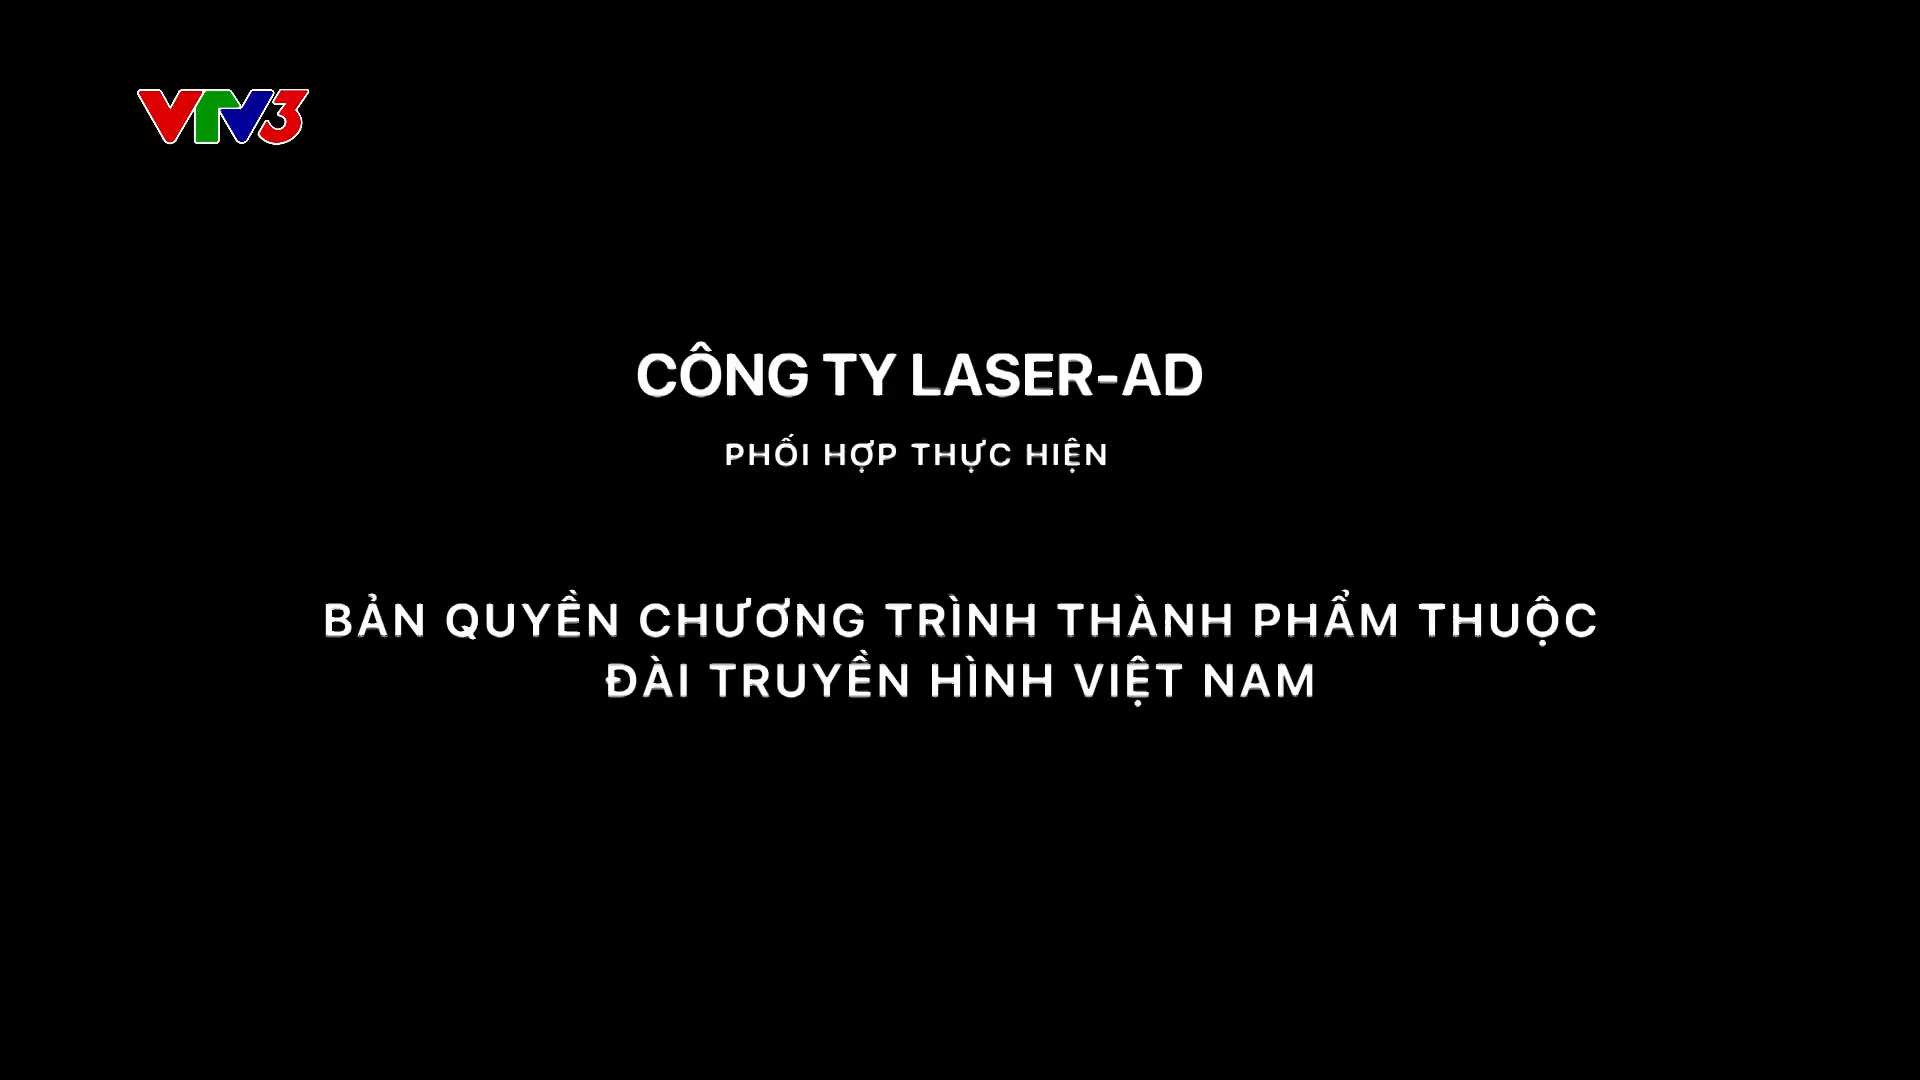 VTV3
CÔNG TY LASER-AD
PHỐI HỢP THỰC HIỆN
BẢN QUYỀN CHƯƠNG TRÌNH THÀNH PHẨM THUỘC
ĐÀI TRUYỀN HÌNH VIỆT NAM